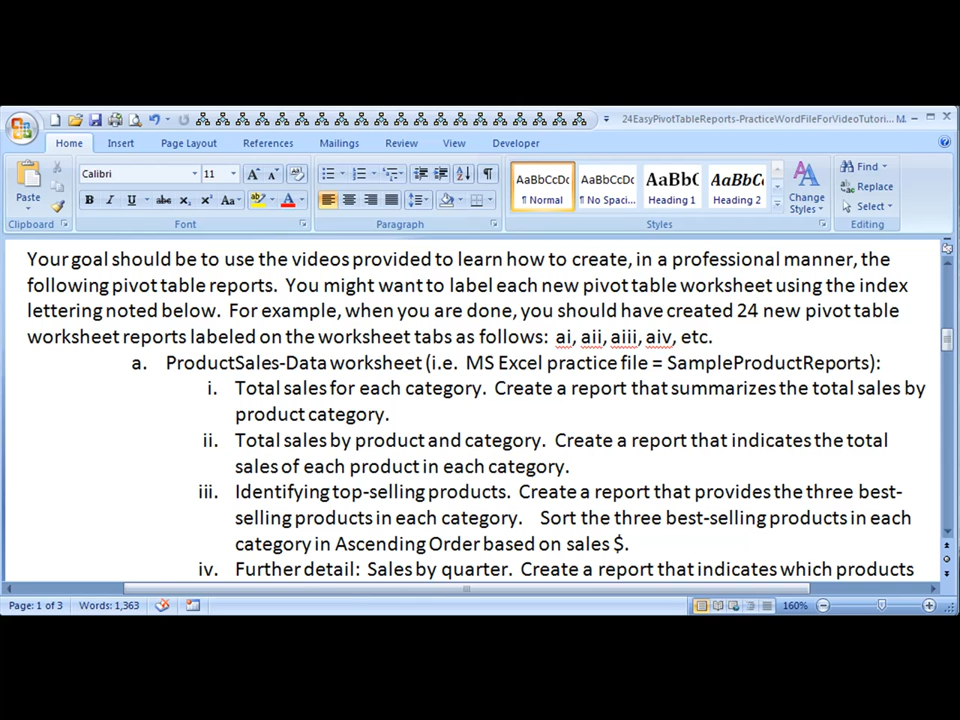 24EasyPivotTableReports-PracticeWordFileForVideoTutori... M...
Home Insert Page Layout References Mailings Review View Developer
Paste
Clipboard
Calibri 11
Font
Paragraph
AaBbCcDc AaBbCcDc AaBbC AaBbCc
¶ Normal ¶ No Spaci... Heading 1 Heading 2
Styles
Change Styles
Find
Replace
Select
Editing
Your goal should be to use the videos provided to learn how to create, in a professional manner, the
following pivot table reports. You might want to label each new pivot table worksheet using the index
lettering noted below. For example, when you are done, you should have created 24 new pivot table
worksheet reports labeled on the worksheet tabs as follows: ai, aii, aiii, aiv, etc.
a. ProductSales-Data worksheet (i.e. MS Excel practice file = SampleProductReports):
i. Total sales for each category. Create a report that summarizes the total sales by
product category.
ii. Total sales by product and category. Create a report that indicates the total
sales of each product in each category.
iii. Identifying top-selling products. Create a report that provides the three best-
selling products in each category. Sort the three best-selling products in each
category in Ascending Order based on sales $.
iv. Further detail: Sales by quarter. Create a report that indicates which products
Page: 1 of 3 Words: 1,363 160%